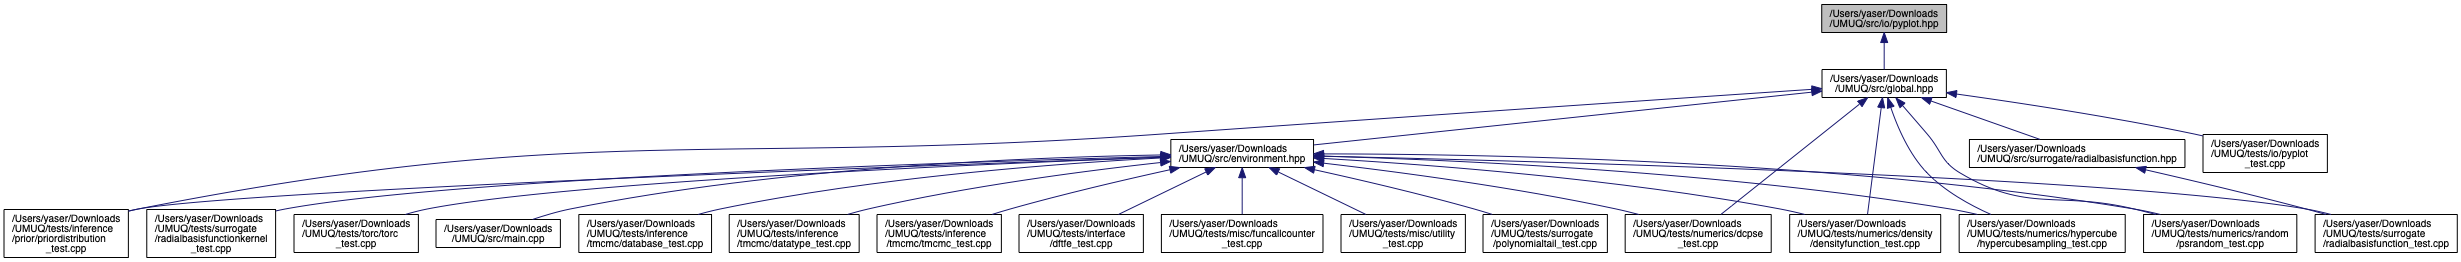 /Users/yaser/Downloads
/UMUQ/src/io/pyplot.hpp
/Users/yaser/Downloads
/UMUQ/src/global.hpp
/Users/yaser/Downloads
/UMUQ/src/environment.hpp
/Users/yaser/Downloads
/UMUQ/src/surrogate/radialbasisfunction.hpp
/Users/yaser/Downloads
/UMUQ/tests/io/pyplot
_test.cpp
/Users/yaser/Downloads
/UMUQ/tests/inference
/prior/priordistribution
_test.cpp
/Users/yaser/Downloads
/UMUQ/tests/surrogate
/radialbasisfunctionkernel
_test.cpp
/Users/yaser/Downloads
/UMUQ/tests/torc/torc
_test.cpp
/Users/yaser/Downloads
/UMUQ/src/main.cpp
/Users/yaser/Downloads
/UMUQ/tests/inference
/tmcmc/database_test.cpp
/Users/yaser/Downloads
/UMUQ/tests/inference
/tmcmc/datatype_test.cpp
/Users/yaser/Downloads
/UMUQ/tests/inference
/tmcmc/tmcmc_test.cpp
/Users/yaser/Downloads
/UMUQ/tests/interface
/dftfe_test.cpp
/Users/yaser/Downloads
/UMUQ/tests/misc/funcallcounter
_test.cpp
/Users/yaser/Downloads
/UMUQ/tests/misc/utility
_test.cpp
/Users/yaser/Downloads
/UMUQ/tests/surrogate
/polynomialtail_test.cpp
/Users/yaser/Downloads
/UMUQ/tests/numerics/dcpse
_test.cpp
/Users/yaser/Downloads
/UMUQ/tests/numerics/density
/densityfunction_test.cpp
/Users/yaser/Downloads
/UMUQ/tests/numerics/hypercube
/hypercubesampling_test.cpp
/Users/yaser/Downloads
/UMUQ/tests/numerics/random
/psrandom_test.cpp
/Users/yaser/Downloads
/UMUQ/tests/surrogate
/radialbasisfunction_test.cpp